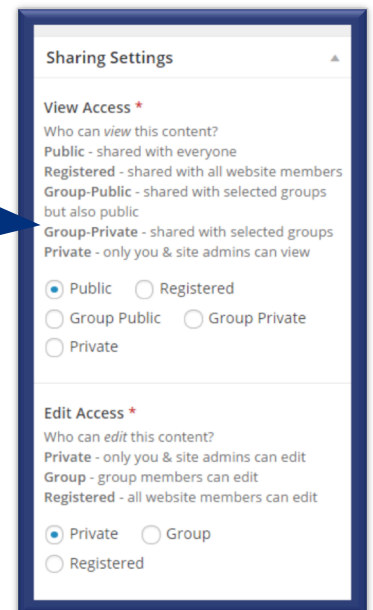 Sharing Settings
View Access *
Who can view this content?
Public - shared with everyone
Registered - shared with all website members
Group-Public - shared with selected groups
but also public
Group-Private - shared with selected groups
Private - only you & site admins can view
Public Registered
Group Public Group Private
Private
Edit Access *
Who can edit this content?
Private - only you & site admins can edit
Group - group members can edit
Registered - all website members can edit
Private Group
Registered